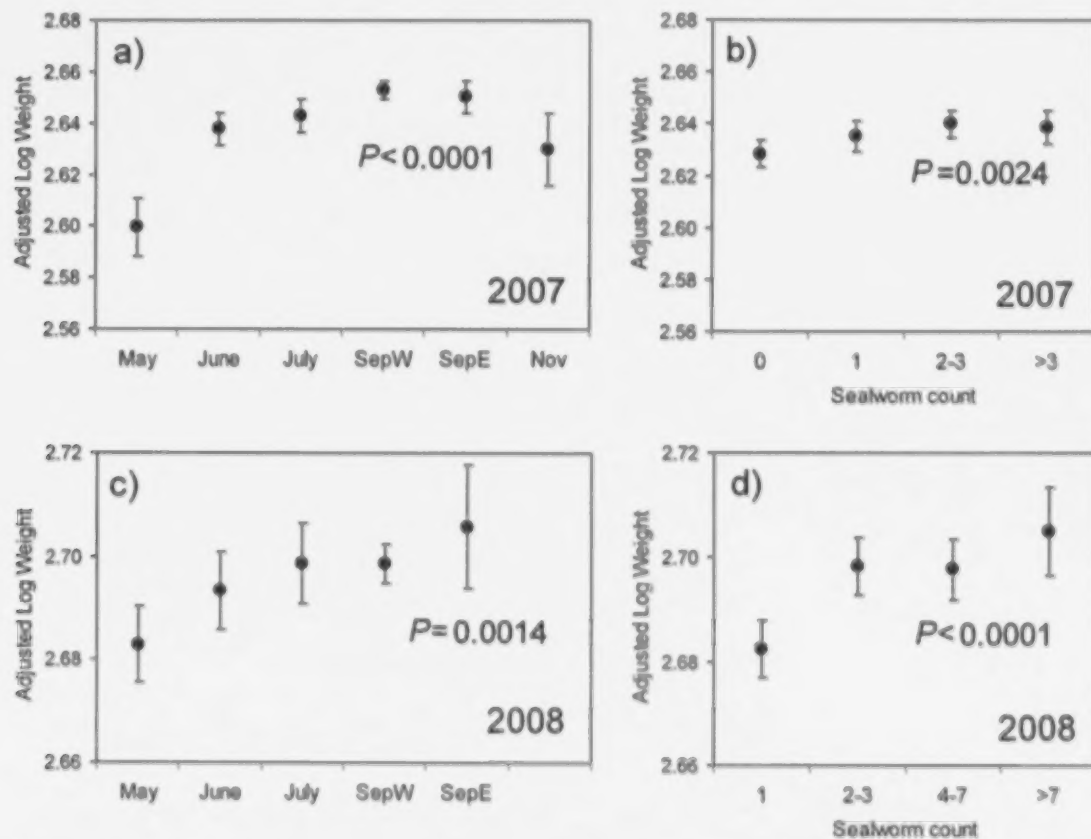 a)
Adjusted Log Weight
2.68
2.66
2.64
2.62
2.60
2.58
2.56
P<0.0001
2007
May June July SepW SepE Nov
b)
Adjusted Log Weight
2.68
2.66
2.64
2.62
2.60
2.58
2.56
P=0.0024
2007
0 1 2-3 >3
Sealworm count
c)
Adjusted Log Weight
2.72
2.70
2.68
2.66
P=0.0014
2008
May June July SepW SepE
d)
Adjusted Log Weight
2.72
2.70
2.68
2.66
P<0.0001
2008
1 2-3 4-7 >7
Sealworm count